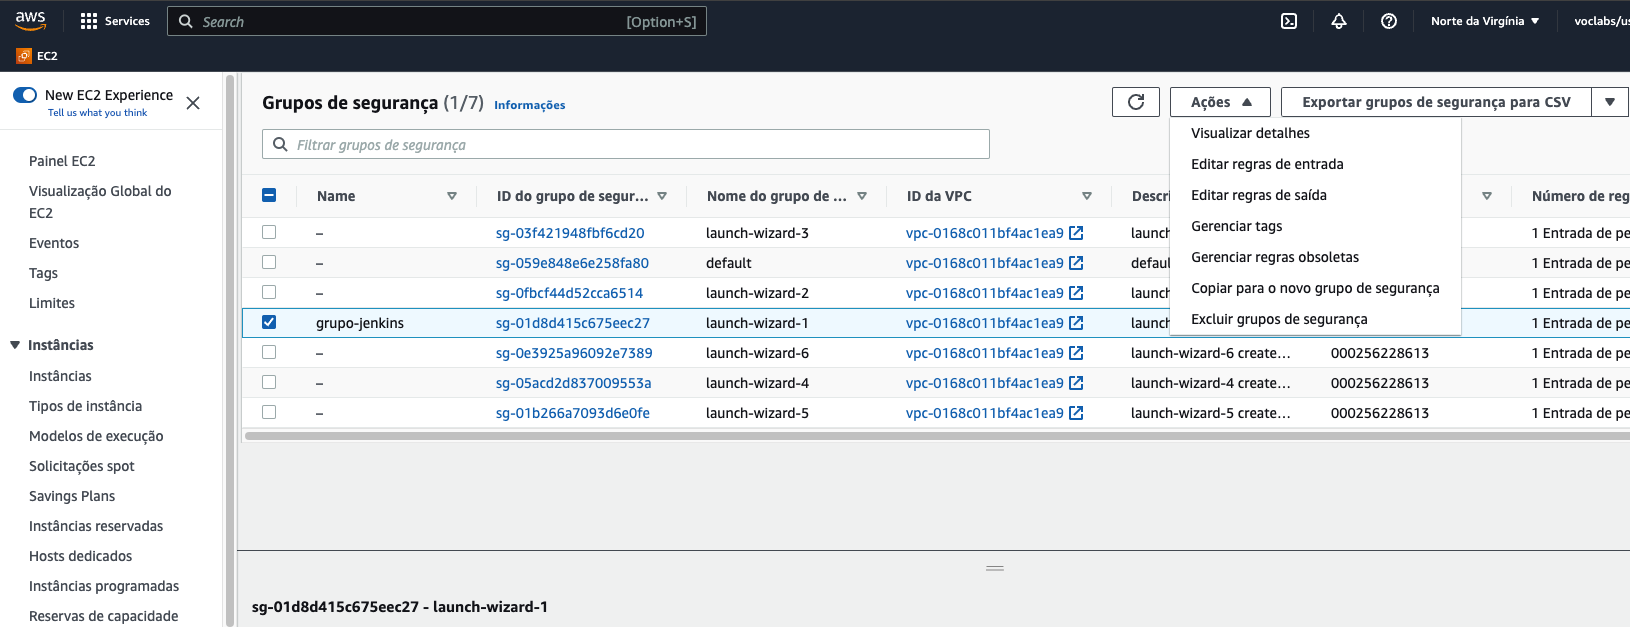 aws
Services
Search
[Option+S]
Norte da Virgínia
voclabs/us
EC2
New EC2 Experience
Tell us what you think
Painel EC2
Visualização Global do
EC2
Eventos
Tags
Limites
Instâncias
Instâncias
Tipos de instância
Modelos de execução
Solicitações spot
Savings Plans
Instâncias reservadas
Hosts dedicados
Instâncias programadas
Reservas de capacidade
Grupos de segurança (1/7) Informações
Ações
Exportar grupos de segurança para CSV
Filtrar grupos de segurança
Visualizar detalhes
Editar regras de entrada
Editar regras de saída
Gerenciar tags
Gerenciar regras obsoletas
Copiar para o novo grupo de segurança
Excluir grupos de segurança
Name ID do grupo de segur... Nome do grupo de ... ID da VPC Descri Número de reg
– sg-03f421948fbf6cd20 launch-wizard-3 vpc-0168c011bf4ac1ea9 launch 1 Entrada de pe
– sg-059e848e6e258fa80 default vpc-0168c011bf4ac1ea9 defaul 1 Entrada de pe
– sg-0fbcf44d52cca6514 launch-wizard-2 vpc-0168c011bf4ac1ea9 launch 1 Entrada de pe
grupo-jenkins sg-01d8d415c675eec27 launch-wizard-1 vpc-0168c011bf4ac1ea9 launch 1 Entrada de pe
– sg-0e3925a96092e7389 launch-wizard-6 vpc-0168c011bf4ac1ea9 launch-wizard-6 create... 000256228613 1 Entrada de pe
– sg-05acd2d837009553a launch-wizard-4 vpc-0168c011bf4ac1ea9 launch-wizard-4 create... 000256228613 1 Entrada de pe
– sg-01b266a7093d6e0fe launch-wizard-5 vpc-0168c011bf4ac1ea9 launch-wizard-5 create... 000256228613 1 Entrada de pe
sg-01d8d415c675eec27 - launch-wizard-1